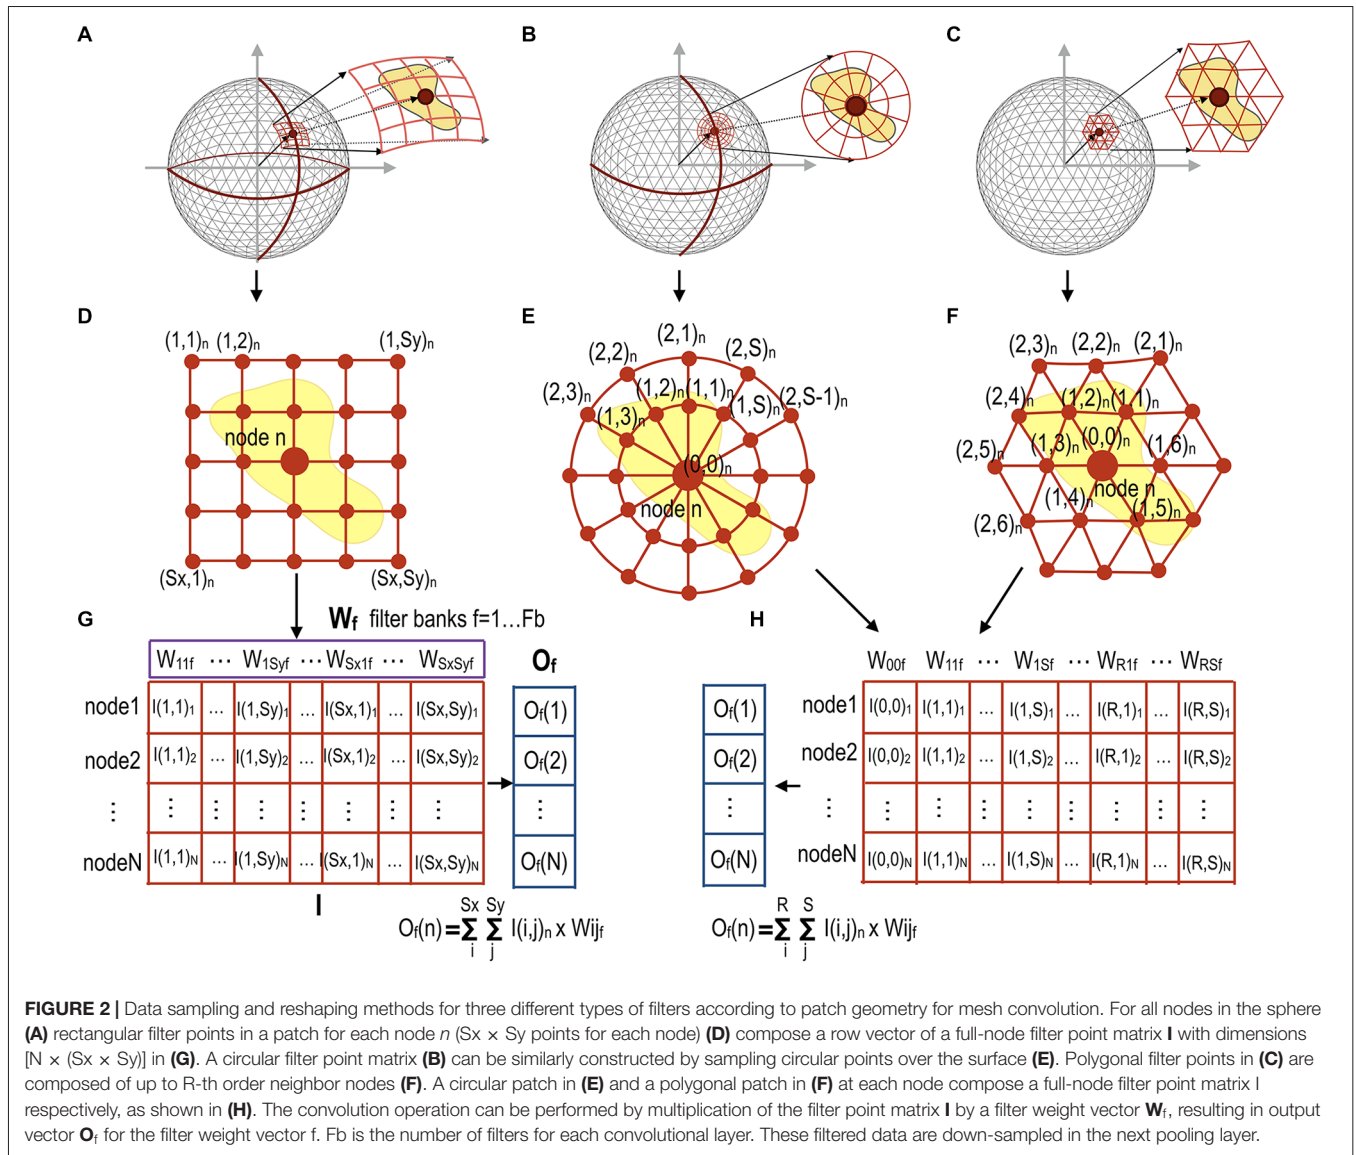 A
B
C
D
(1,1)n (1,2)n (1,Sy)n
node n
(Sx,1)n (Sx,Sy)n
E
(2,1)n
(2,2)n (2,S)n
(2,3)n (1,2)n (1,1)n (2,S-1)n
(1,3)n (1,S)n
(0,0)n
node n
F
(2,3)n (2,2)n (2,1)n
(2,4)n (1,2)n (1,1)n
(2,5)n (1,3)n (0,0)n (1,6)n
node n
(1,4)n (1,5)n
(2,6)n
G
Wf filter banks f=1...Fb
W11f ... W1Syf ... WSx1f ... WSxSyf Of
node1 I(1,1)1 ... I(1,Sy)1 ... I(Sx,1)1 ... I(Sx,Sy)1 Of(1)
node2 I(1,1)2 ... I(1,Sy)2 ... I(Sx,1)2 ... I(Sx,Sy)2 Of(2)
⋮ ⋮ ⋮ ⋮ ⋮ ⋮ ⋮ ⋮ ⋮
nodeN I(1,1)N ... I(1,Sy)N ... I(Sx,1)N ... I(Sx,Sy)N Of(N)
I
Of(n) = Σ i Sx Σ j Sy I(i,j)n x Wijf
H
W00f W11f ... W1Sf ... WR1f ... WRSf
Of(1) node1 I(0,0)1 I(1,1)1 ... I(1,S)1 ... I(R,1)1 ... I(R,S)1
Of(2) node2 I(0,0)2 I(1,1)2 ... I(1,S)2 ... I(R,1)2 ... I(R,S)2
⋮ ⋮ ⋮ ⋮ ⋮ ⋮ ⋮ ⋮ ⋮ ⋮
Of(N) nodeN I(0,0)N I(1,1)N ... I(1,S)N ... I(R,1)N ... I(R,S)N
Of(n) = Σ i R Σ j S I(i,j)n x Wijf
FIGURE 2 | Data sampling and reshaping methods for three different types of filters according to patch geometry for mesh convolution. For all nodes in the sphere
(A) rectangular filter points in a patch for each node n (Sx × Sy points for each node) (D) compose a row vector of a full-node filter point matrix I with dimensions
[N × (Sx × Sy)] in (G). A circular filter point matrix (B) can be similarly constructed by sampling circular points over the surface (E). Polygonal filter points in (C) are
composed of up to R-th order neighbor nodes (F). A circular patch in (E) and a polygonal patch in (F) at each node compose a full-node filter point matrix I
respectively, as shown in (H). The convolution operation can be performed by multiplication of the filter point matrix I by a filter weight vector Wf, resulting in output
vector Of for the filter weight vector f. Fb is the number of filters for each convolutional layer. These filtered data are down-sampled in the next pooling layer.